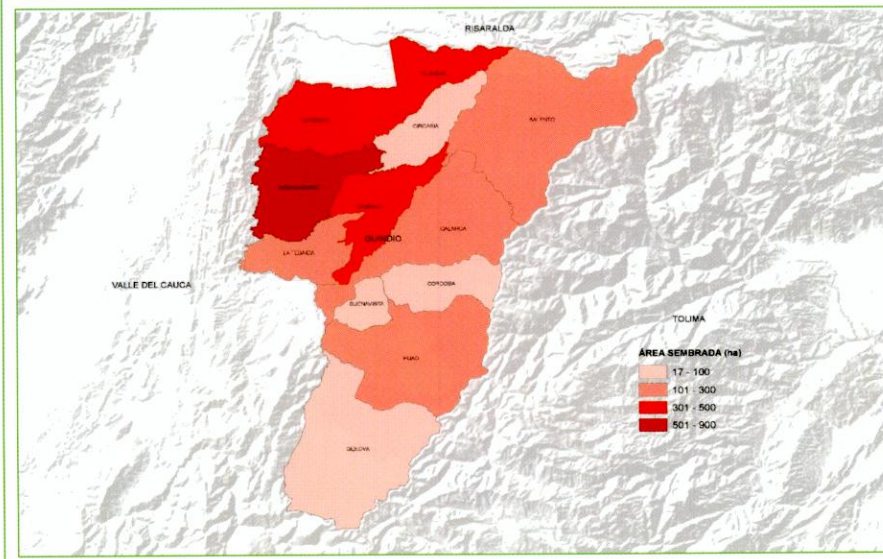 RISARALDA
CIRCASIA
SALENTO
QUINDIO
CALARCA
LA TEBAIDA
VALLE DEL CAUCA
CORDOBA
BUENAVISTA
TOLIMA
PIJAO
GENOVA
ÁREA SEMBRADA (ha)
17 - 100
101 - 300
301 - 500
501 - 900